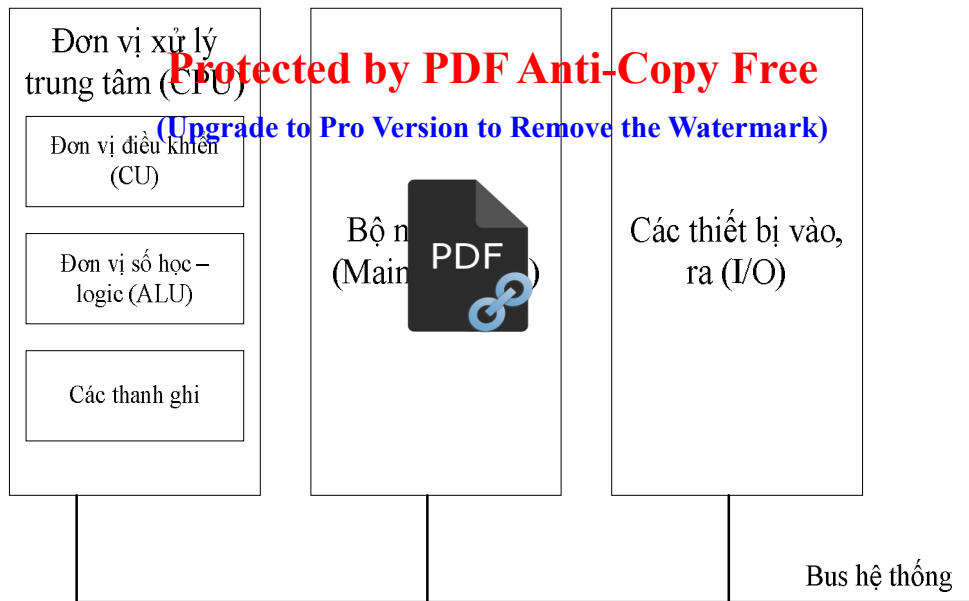 Đơn vị xử lý
trung tâm (CPU)
Protected by PDF Anti-Copy Free
(Upgrade to Pro Version to Remove the Watermark)
Đơn vị điều khiển
(CU)
Đơn vị số học –
logic (ALU)
Các thanh ghi
Bộ
(Main
PDF
Các thiết bị vào,
ra (I/O)
Bus hệ thống